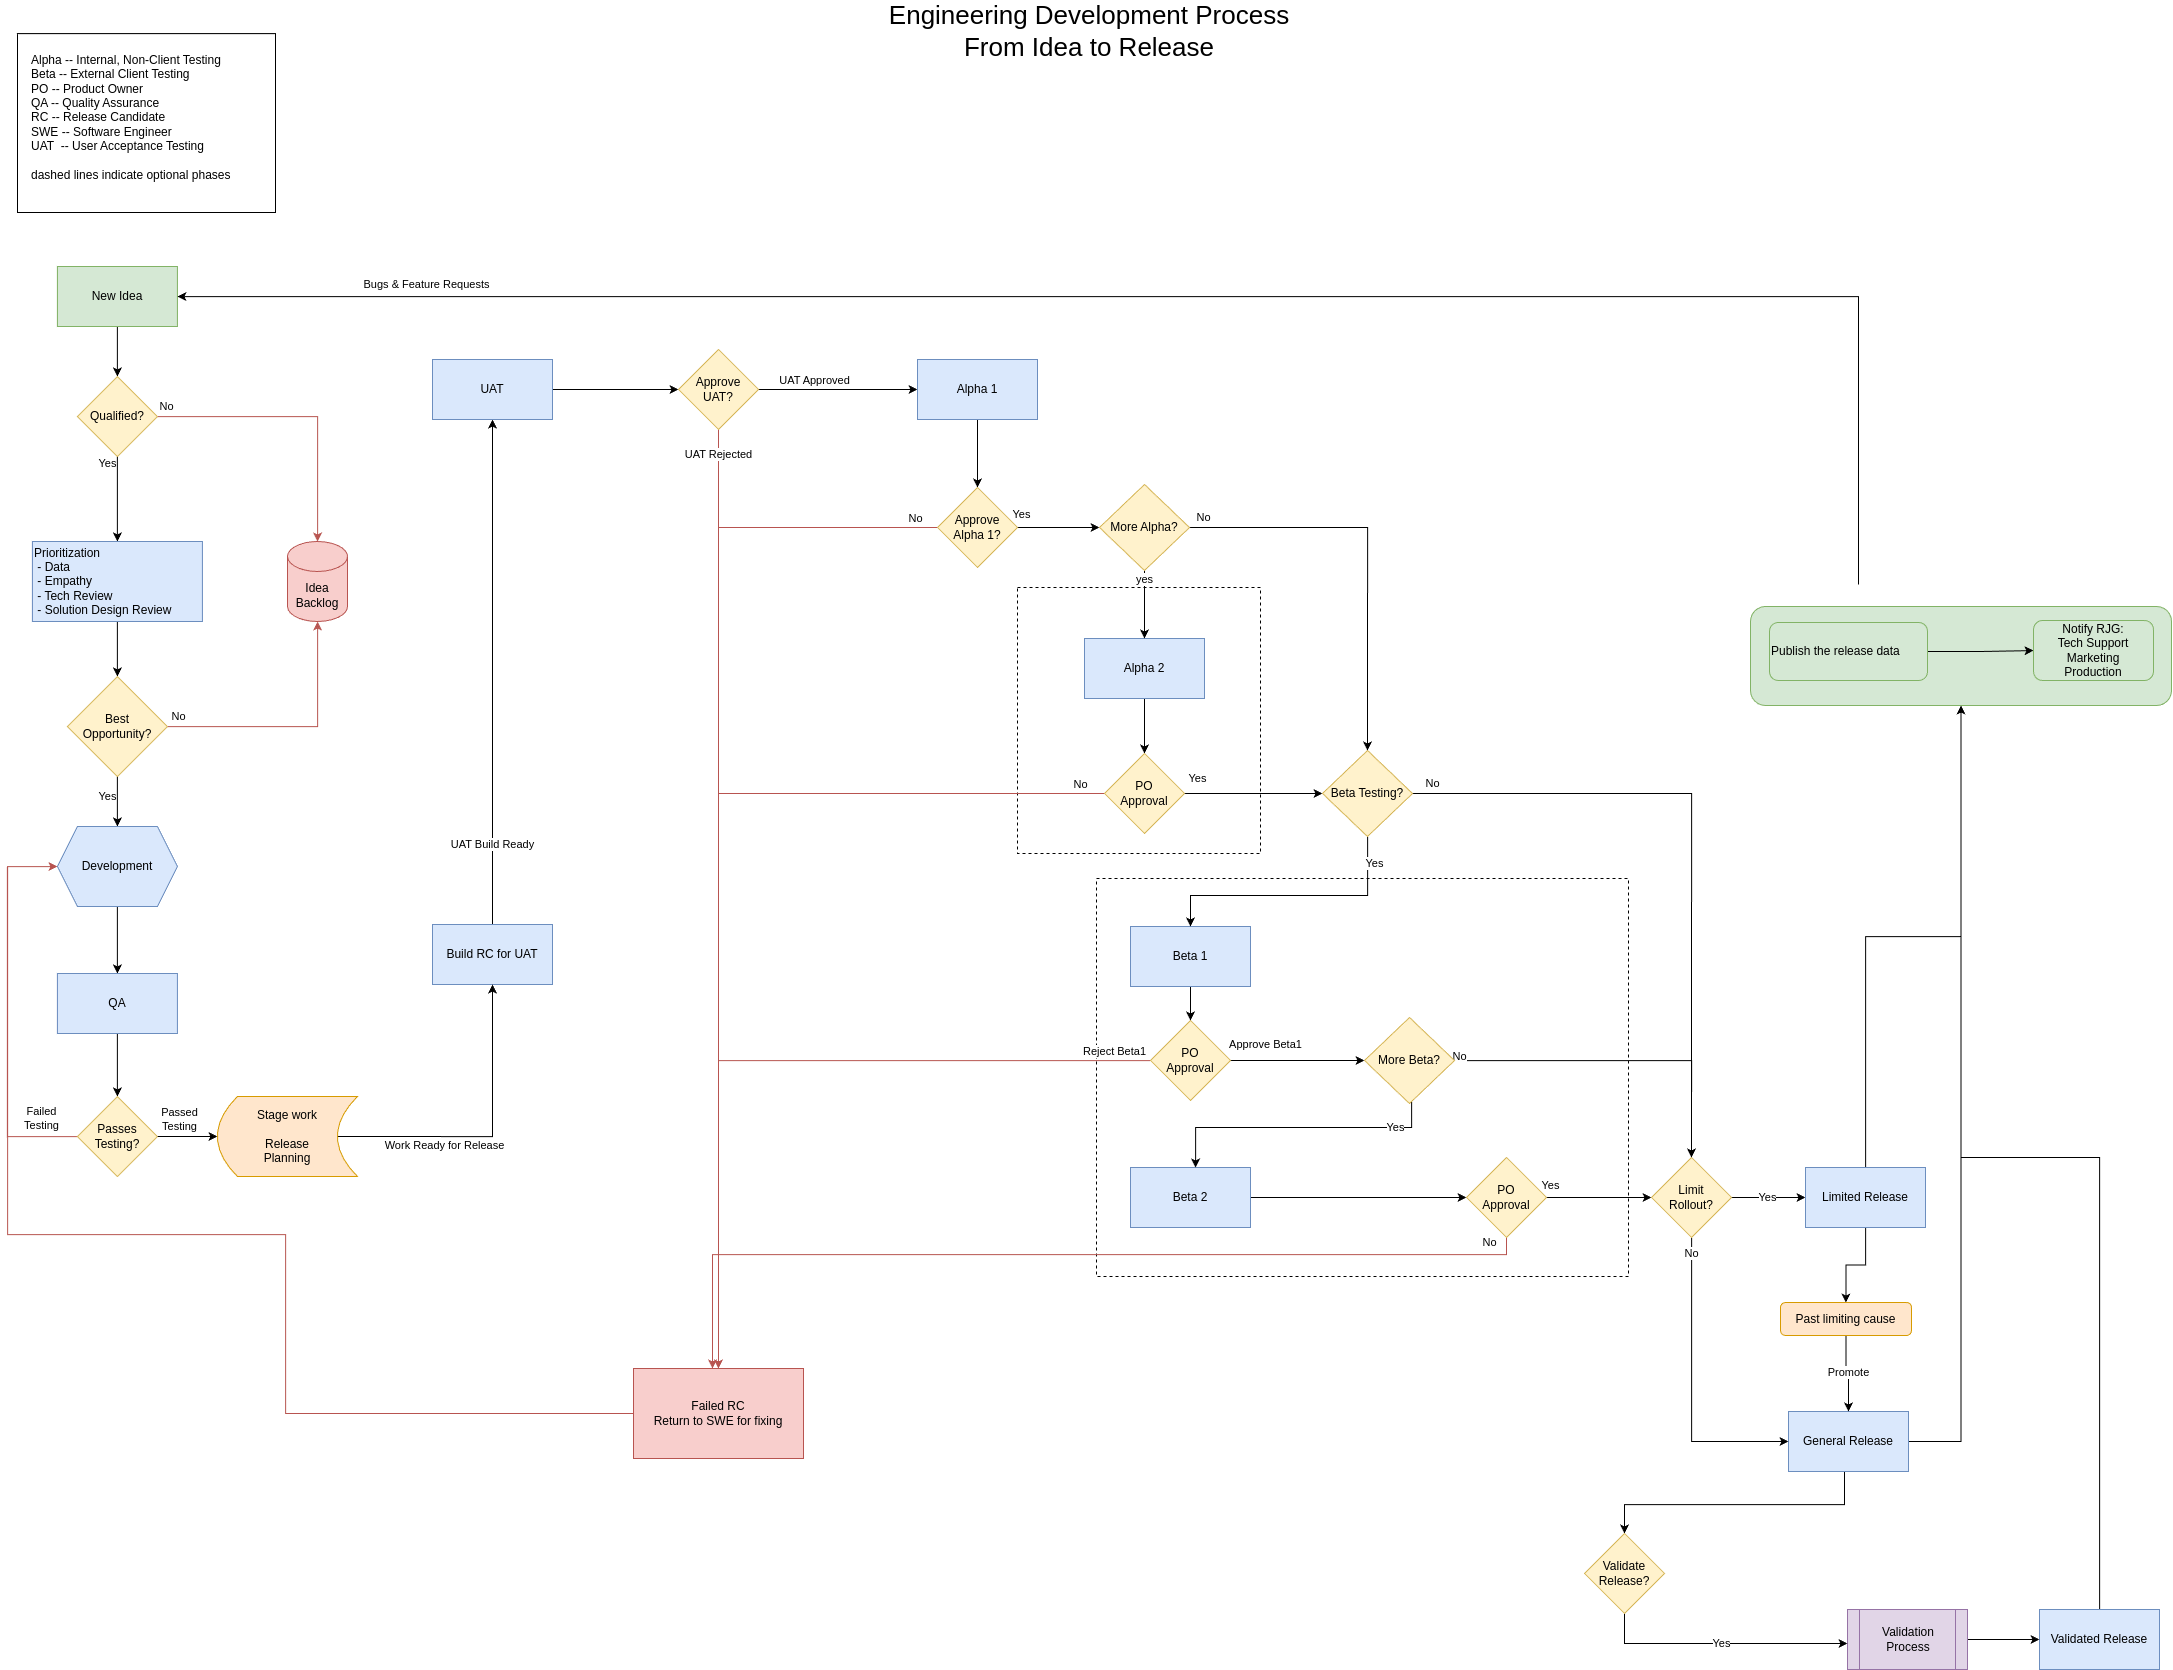 Engineering Development Process
From Idea to Release
Alpha -- Internal, Non-Client Testing
Beta -- External Client Testing
PO -- Product Owner
QA -- Quality Assurance
RC -- Release Candidate
SWE -- Software Engineer
UAT  -- User Acceptance Testing
dashed lines indicate optional phases
New Idea
Bugs & Feature Requests
Qualified?
No
Yes
Prioritization
- Data
- Empathy
- Tech Review
- Solution Design Review
Idea
Backlog
Best
Opportunity?
No
Yes
Development
QA
Passes
Testing?
Failed
Testing
Passed
Testing
Stage work
Release
Planning
Work Ready for Release
Build RC for UAT
UAT Build Ready
UAT
Approve
UAT?
UAT Approved
UAT Rejected
Alpha 1
Approve
Alpha 1?
No
Yes
More Alpha?
No
yes
Alpha 2
PO
Approval
No
Yes
Beta Testing?
No
Yes
Beta 1
PO
Approval
Reject Beta1
Approve Beta1
More Beta?
No
Yes
Beta 2
PO
Approval
Yes
No
Limit
Rollout?
Yes
No
Limited Release
Past limiting cause
Promote
General Release
Validate
Release?
Yes
Validation
Process
Validated Release
Publish the release data
Notify RJG:
Tech Support
Marketing
Production
Failed RC
Return to SWE for fixing